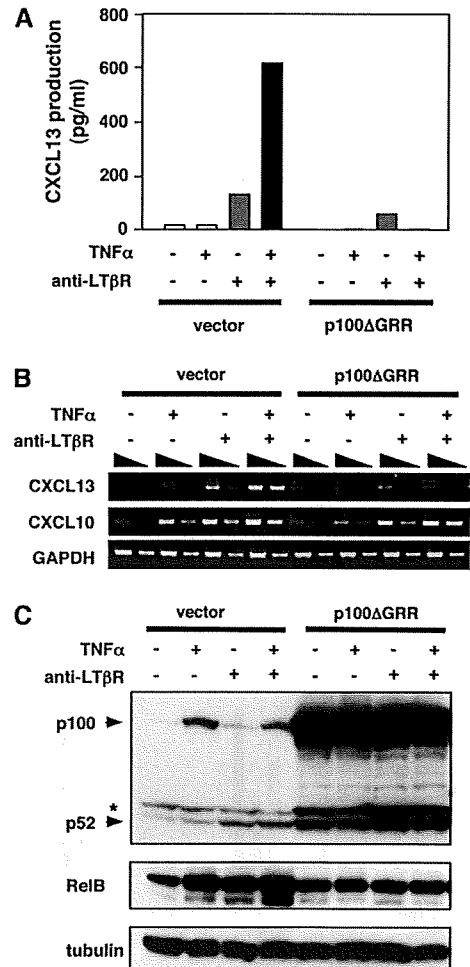 A
CXCL13 production
(pg/ml)
800
600
400
200
0
TNFα - + - + - + - +
anti-LTβR - - + + - - + +
vector p100ΔGRR
B
vector p100ΔGRR
TNFα - + - + - + - +
anti-LTβR - - + + - - + +
CXCL13
CXCL10
GAPDH
C
vector p100ΔGRR
TNFα - + - + - + - +
anti-LTβR - - + + - - + +
p100
*
p52
RelB
tubulin